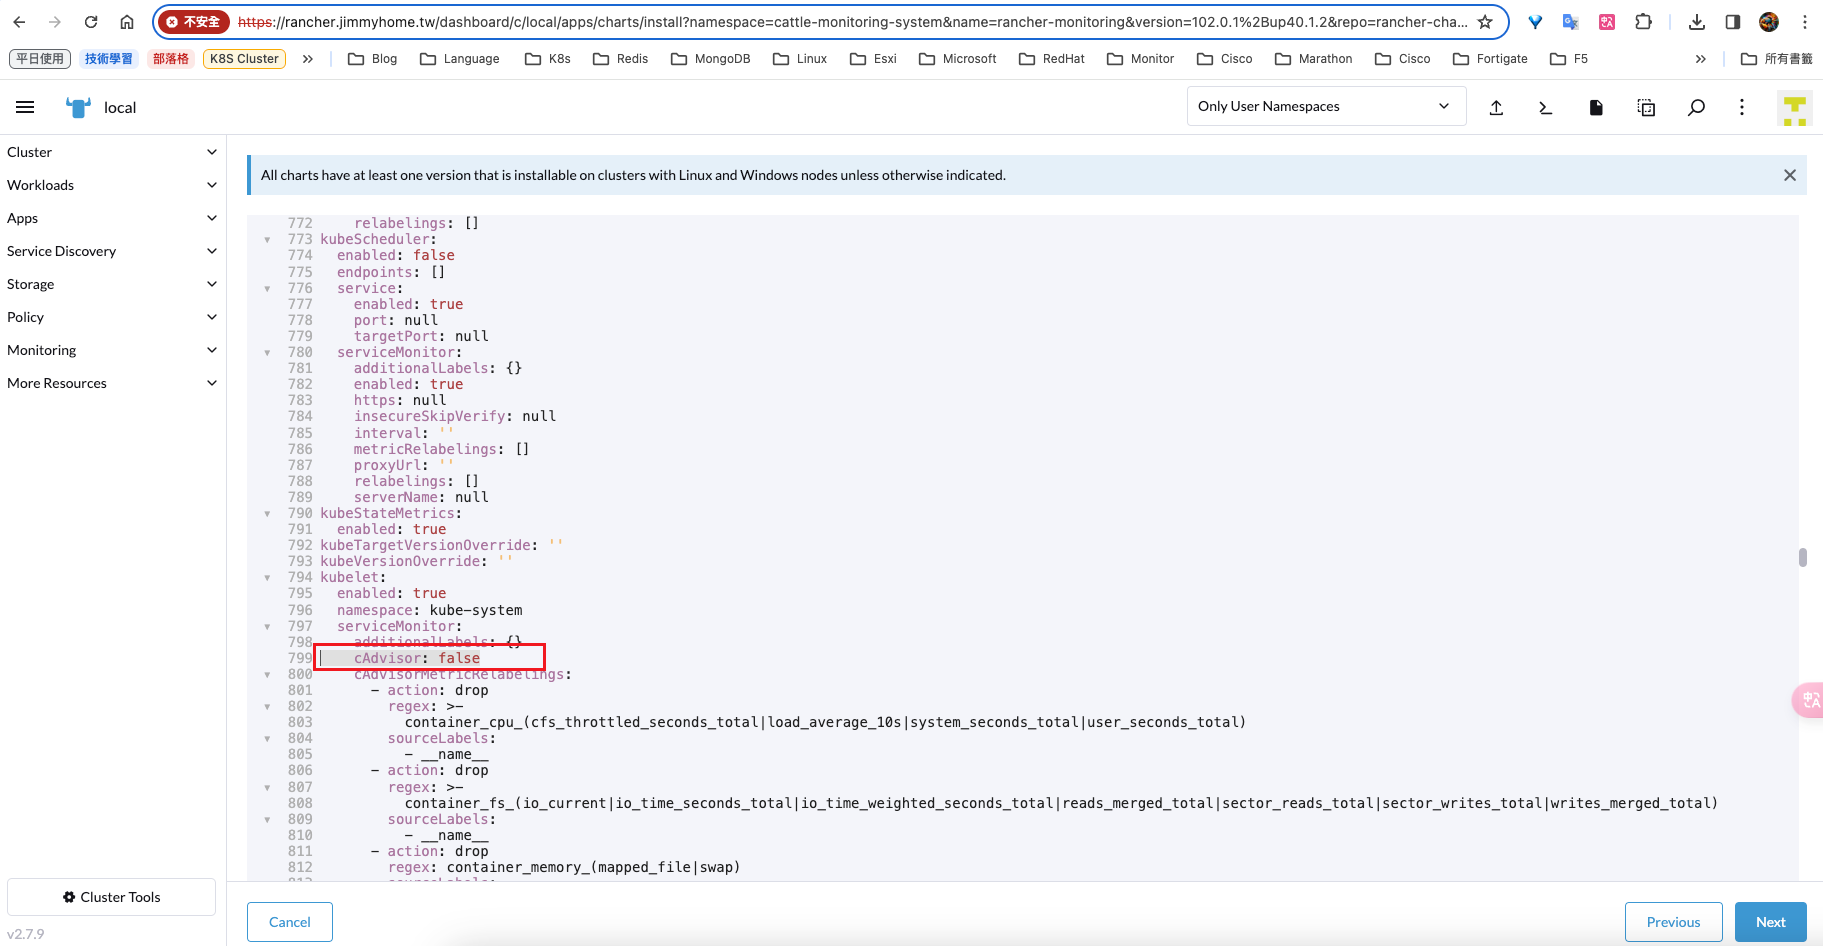 不安全 https://rancher.jimmyhome.tw/dashboard/c/local/apps/charts/install?namespace=cattle-monitoring-system&name=rancher-monitoring&version=102.0.1%2Bup40.1.2&repo=rancher-cha...
平日使用 技術學習 部落格 K8S Cluster » Blog Language K8s Redis MongoDB Linux Esxi Microsoft RedHat Monitor Cisco Marathon Cisco Fortigate F5 » 所有書籤
local Only User Namespaces
Cluster
Workloads
Apps
Service Discovery
Storage
Policy
Monitoring
More Resources
Cluster Tools
v2.7.9
All charts have at least one version that is installable on clusters with Linux and Windows nodes unless otherwise indicated.
772 relabelings: []
773 kubeScheduler:
774 enabled: false
775 endpoints: []
776 service:
777 enabled: true
778 port: null
779 targetPort: null
780 serviceMonitor:
781 additionalLabels: {}
782 enabled: true
783 https: null
784 insecureSkipVerify: null
785 interval: ''
786 metricRelabelings: []
787 proxyUrl: ''
788 relabelings: []
789 serverName: null
790 kubeStateMetrics:
791 enabled: true
792 kubeTargetVersionOverride: ''
793 kubeVersionOverride: ''
794 kubelet:
795 enabled: true
796 namespace: kube-system
797 serviceMonitor:
798 additionalLabels: {}
799 cAdvisor: false
800 cAdvisorMetricRelabelings:
801 - action: drop
802 regex: >-
803 container_cpu_(cfs_throttled_seconds_total|load_average_10s|system_seconds_total|user_seconds_total)
804 sourceLabels:
805 - __name__
806 - action: drop
807 regex: >-
808 container_fs_(io_current|io_time_seconds_total|io_time_weighted_seconds_total|reads_merged_total|sector_reads_total|sector_writes_total|writes_merged_total)
809 sourceLabels:
810 - __name__
811 - action: drop
812 regex: container_memory_(mapped_file|swap)
Cancel Previous Next